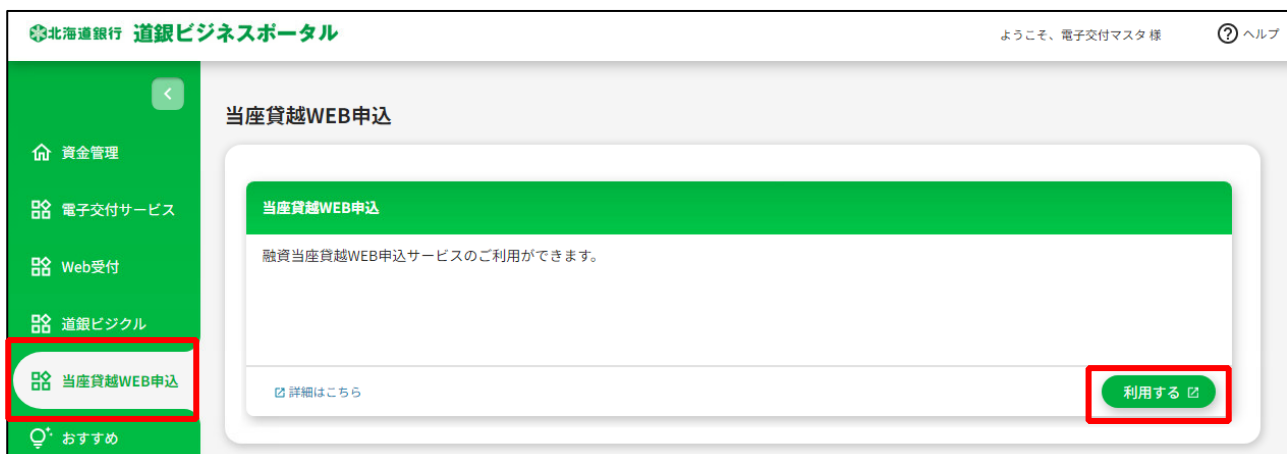 北海道銀行 道銀ビジネスポータル
ようこそ、電子交付マスタ 様
ヘルプ
資金管理
電子交付サービス
Web受付
道銀ビジクル
当座貸越WEB申込
おすすめ
当座貸越WEB申込
当座貸越WEB申込
融資当座貸越WEB申込サービスのご利用ができます。
詳細はこちら
利用する